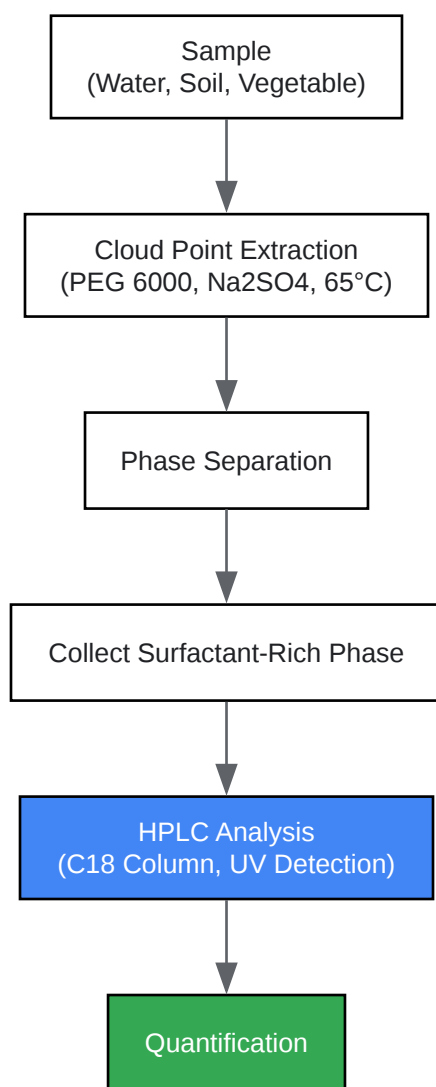 Sample
(Water, Soil, Vegetable)
Cloud Point Extraction
(PEG 6000, Na2SO4, 65°C)
Phase Separation
Collect Surfactant-Rich Phase
HPLC Analysis
(C18 Column, UV Detection)
Quantification